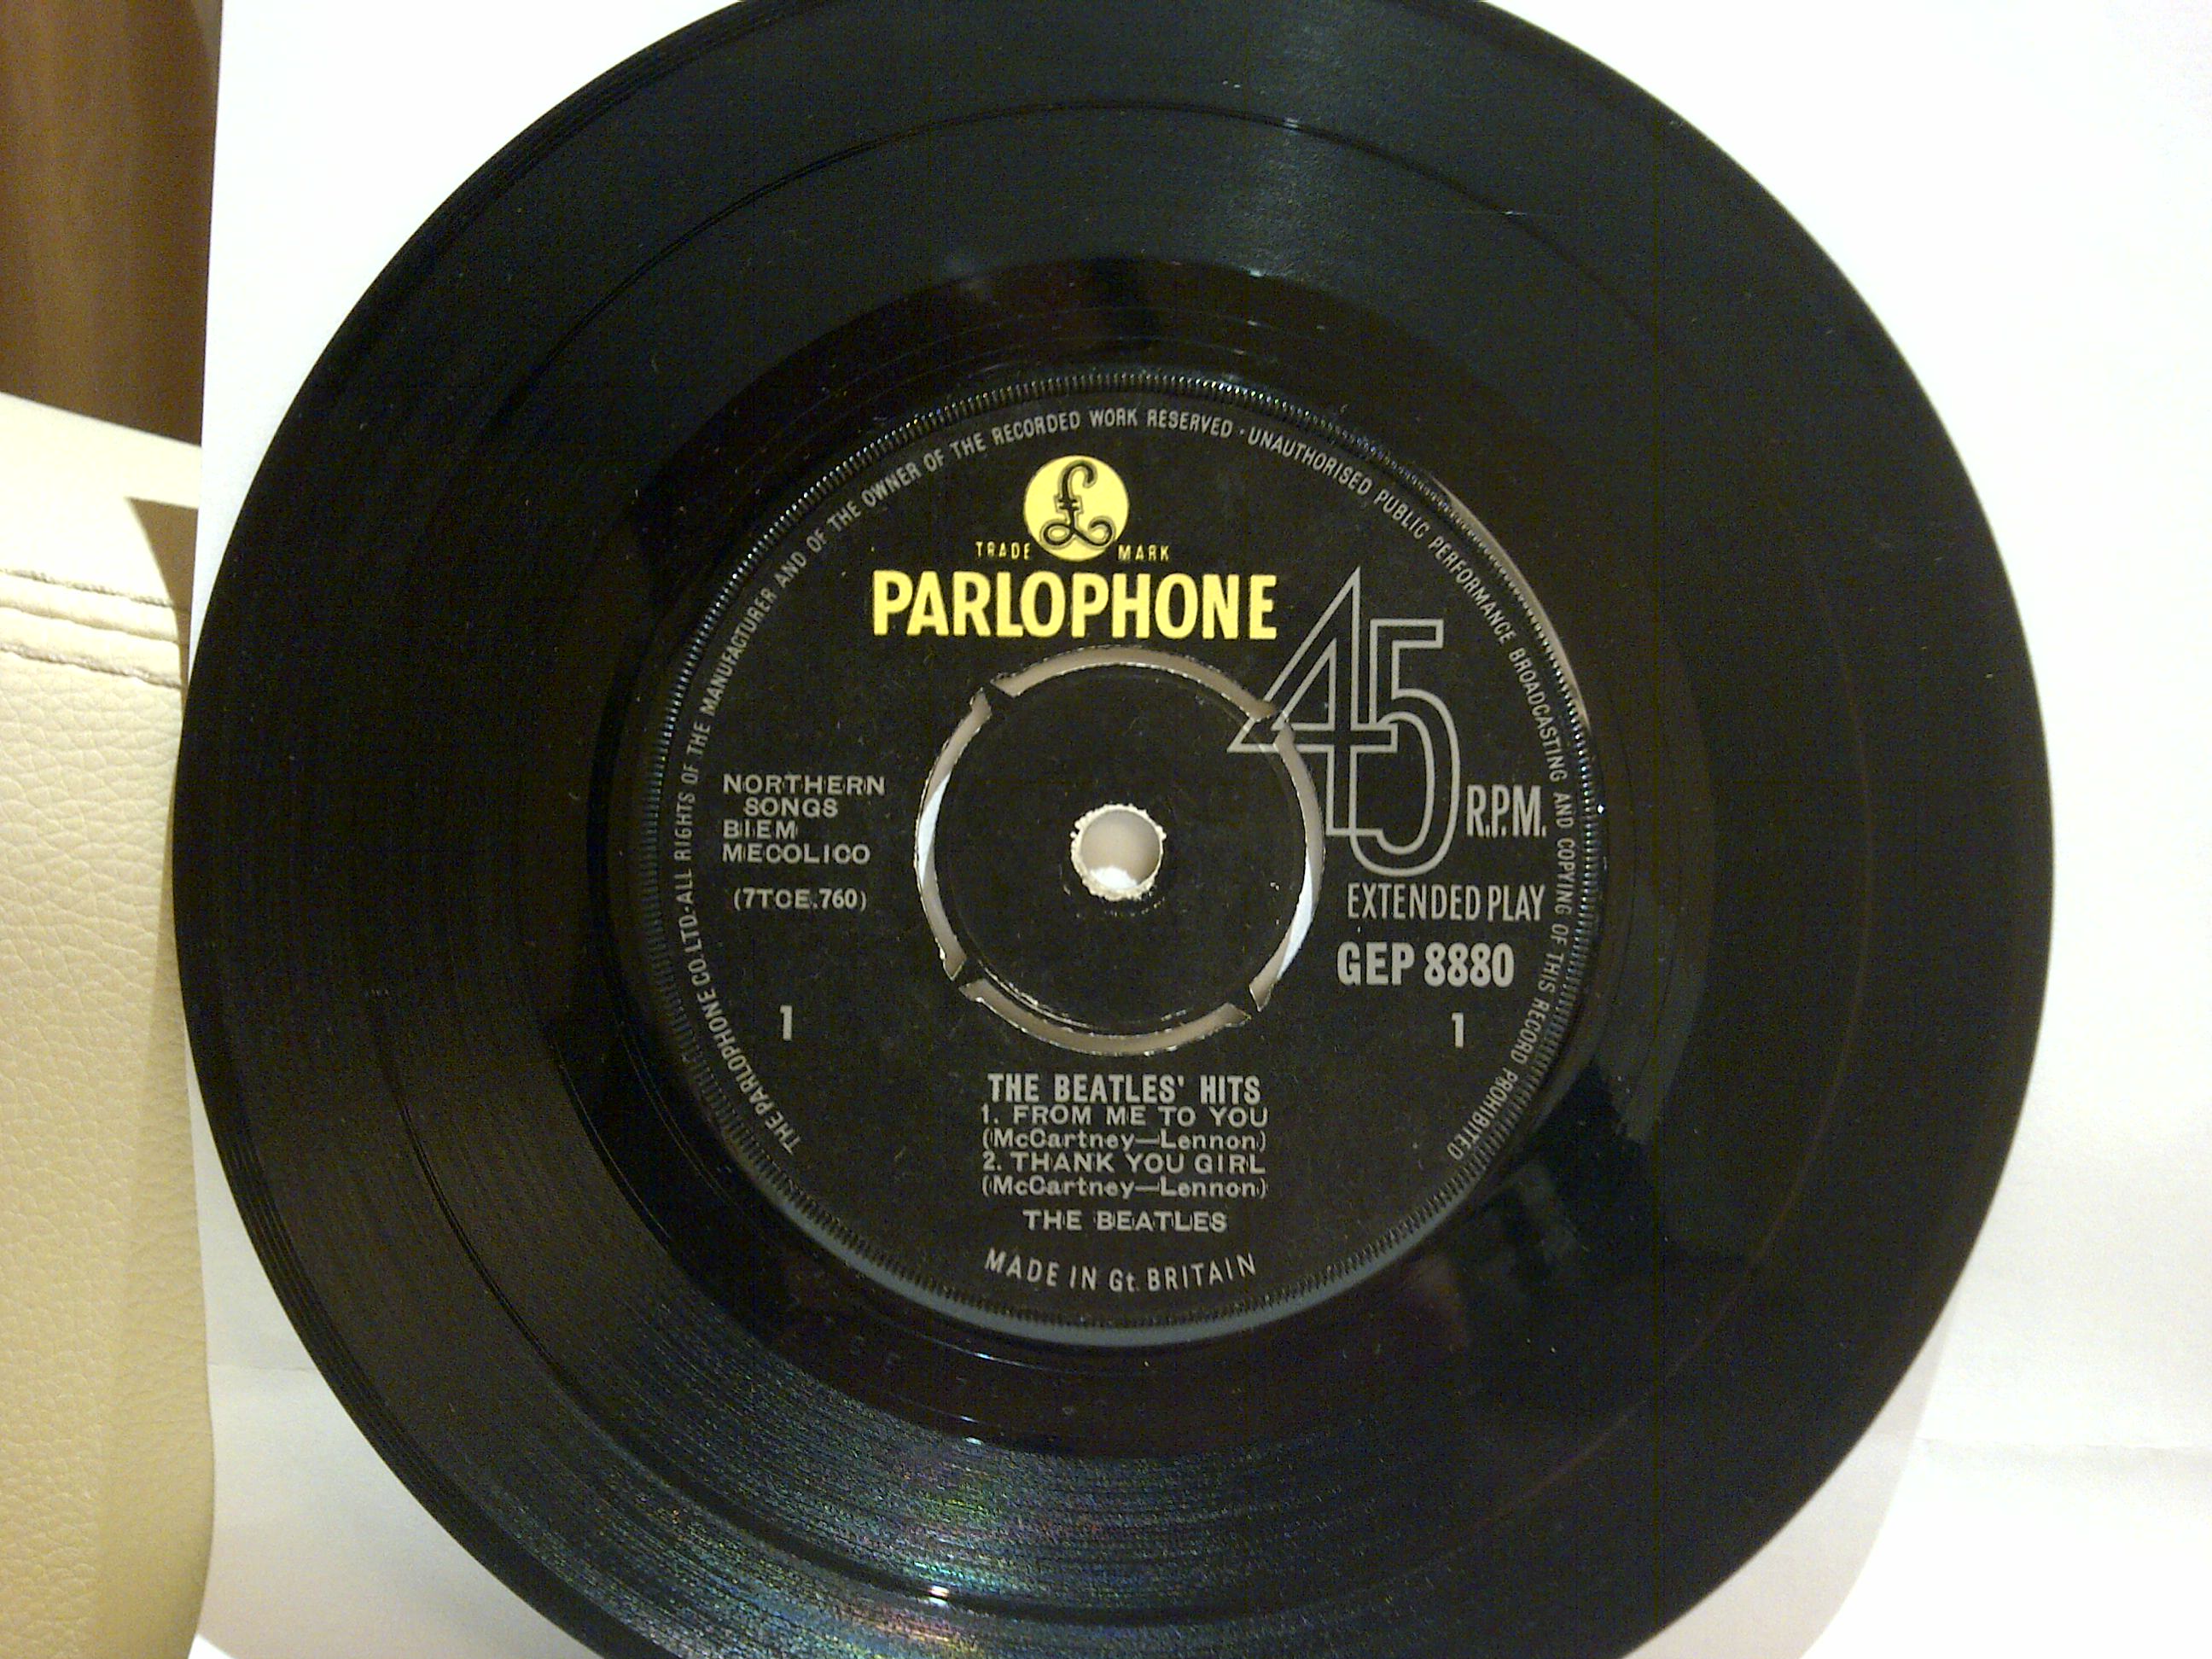 THE PARLOPHONE CO. LTD · ALL RIGHTS OF THE MANUFACTURER AND OF THE OWNER OF THE RECORDED WORK RESERVED · UNAUTHORISED PUBLIC PERFORMANCE BROADCASTING AND COPYING OF THIS RECORD PROHIBITED
£
TRADE MARK
PARLOPHONE
45
R.P.M.
EXTENDED PLAY
GEP 8880
1
NORTHERN
SONGS
BIEM
MECOLICO
(7TCE.760)
1
THE BEATLES' HITS
1. FROM ME TO YOU
(McCartney—Lennon)
2. THANK YOU GIRL
(McCartney—Lennon)
THE BEATLES
MADE IN Gt. BRITAIN